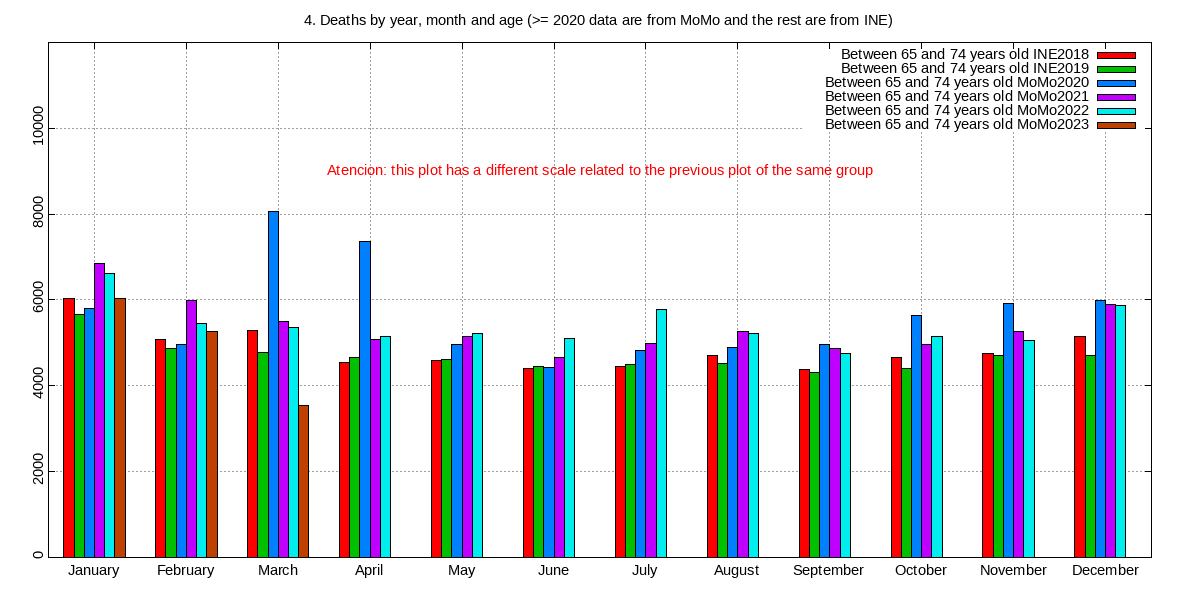 4. Deaths by year, month and age (>= 2020 data are from MoMo and the rest are from INE)
Between 65 and 74 years old INE2018
Between 65 and 74 years old INE2019
Between 65 and 74 years old MoMo2020
Between 65 and 74 years old MoMo2021
Between 65 and 74 years old MoMo2022
Between 65 and 74 years old MoMo2023
Atencion: this plot has a different scale related to the previous plot of the same group
10000
8000
6000
4000
2000
0
January February March April May June July August September October November December